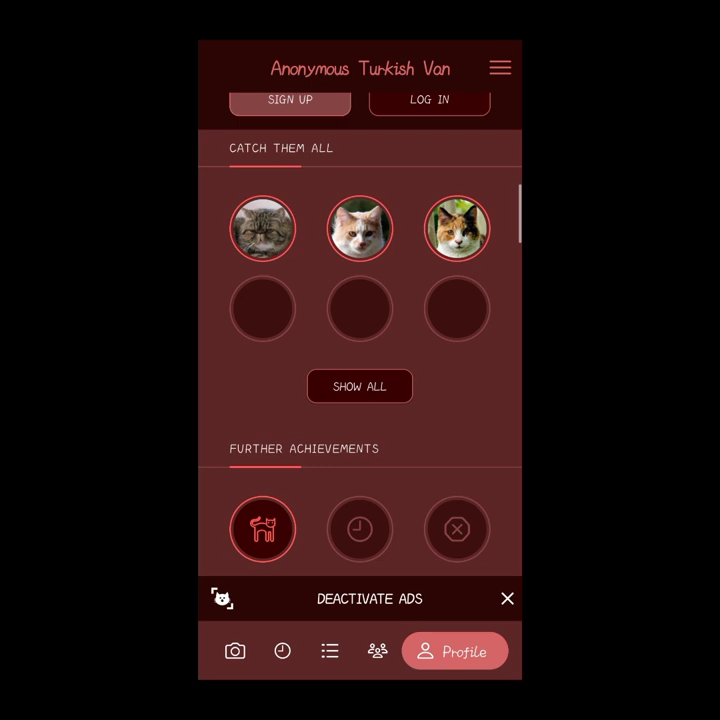 Anonymous Turkish Van
SIGN UP
LOG IN
CATCH THEM ALL
SHOW ALL
FURTHER ACHIEVEMENTS
DEACTIVATE ADS
Profile